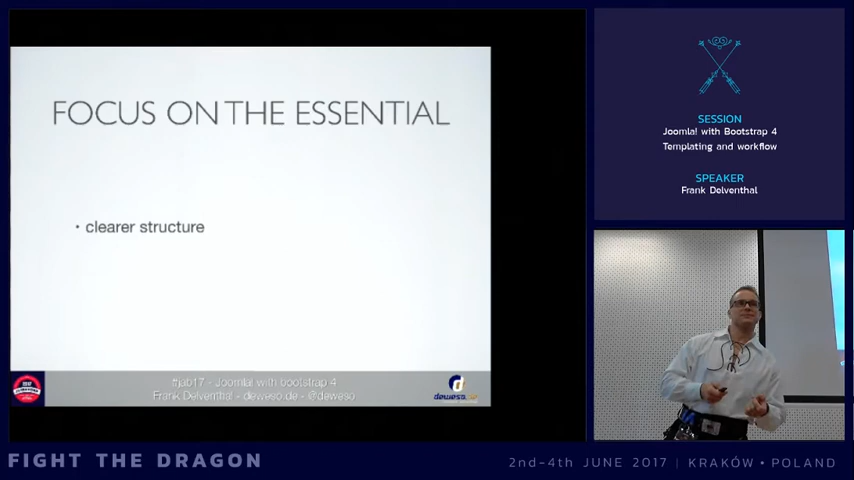 FOCUS ON THE ESSENTIAL
• clearer structure
#jab17 - Joomla! with bootstrap 4
Frank Delventhal - deweso.de - @deweso
deweso.de
SESSION
Joomla! with Bootstrap 4
Templating and workflow
SPEAKER
Frank Delventhal
FIGHT THE DRAGON
2nd-4th JUNE 2017 | KRAKÓW • POLAND